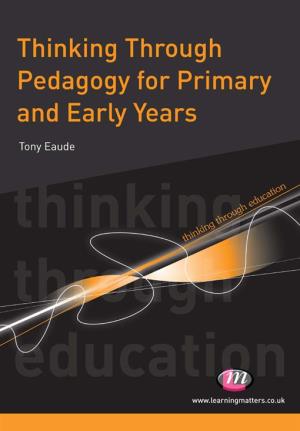 Thinking Through
Pedagogy for Primary
and Early Years
Tony Eaude
thinking
thinking through education
through
education
m
www.learningmatters.co.uk